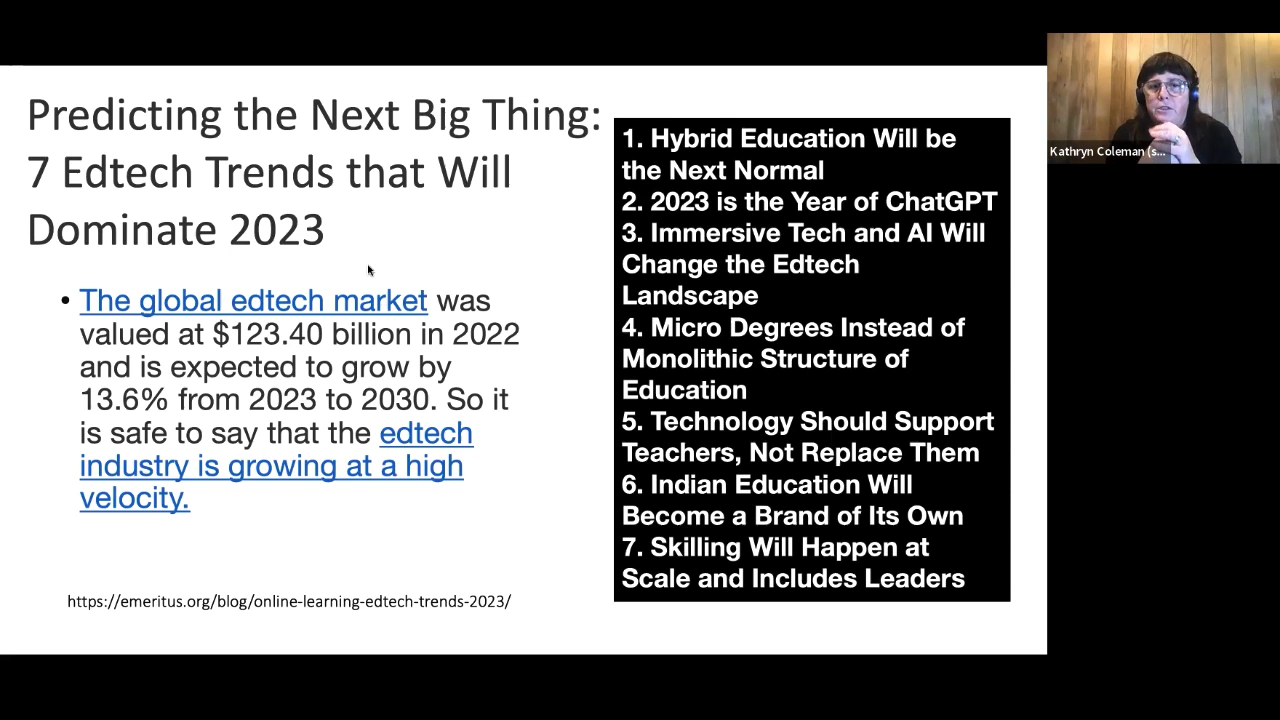 Predicting the Next Big Thing:
7 Edtech Trends that Will
Dominate 2023
• The global edtech market was
valued at $123.40 billion in 2022
and is expected to grow by
13.6% from 2023 to 2030. So it
is safe to say that the edtech
industry is growing at a high
velocity.
https://emeritus.org/blog/online-learning-edtech-trends-2023/
1. Hybrid Education Will be
the Next Normal
2. 2023 is the Year of ChatGPT
3. Immersive Tech and AI Will
Change the Edtech
Landscape
4. Micro Degrees Instead of
Monolithic Structure of
Education
5. Technology Should Support
Teachers, Not Replace Them
6. Indian Education Will
Become a Brand of Its Own
7. Skilling Will Happen at
Scale and Includes Leaders
Kathryn Coleman (s...